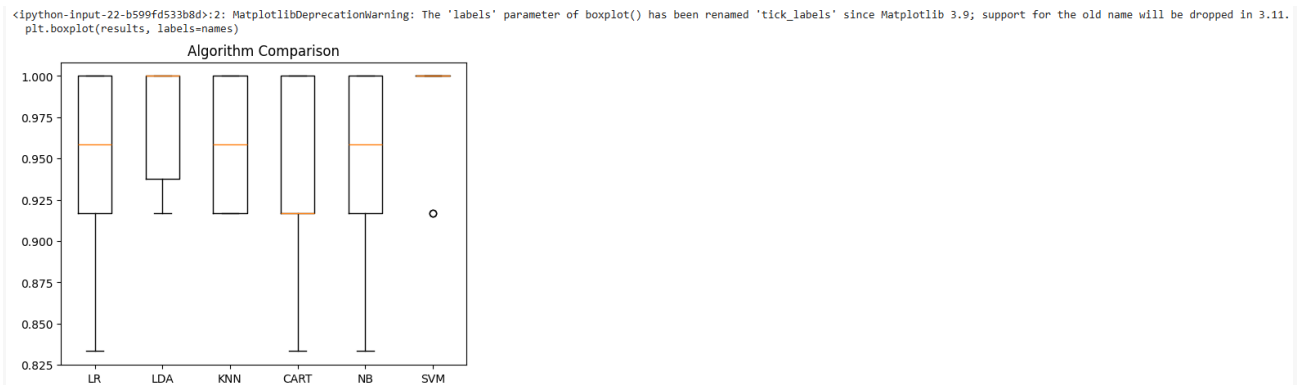 <ipython-input-22-b599fd533b8d>:2: MatplotlibDeprecationWarning: The 'labels' parameter of boxplot() has been renamed 'tick_labels' since Matplotlib 3.9; support for the old name will be dropped in 3.11.
  plt.boxplot(results, labels=names)
Algorithm Comparison
1.000
0.975
0.950
0.925
0.900
0.875
0.850
0.825
LR LDA KNN CART NB SVM